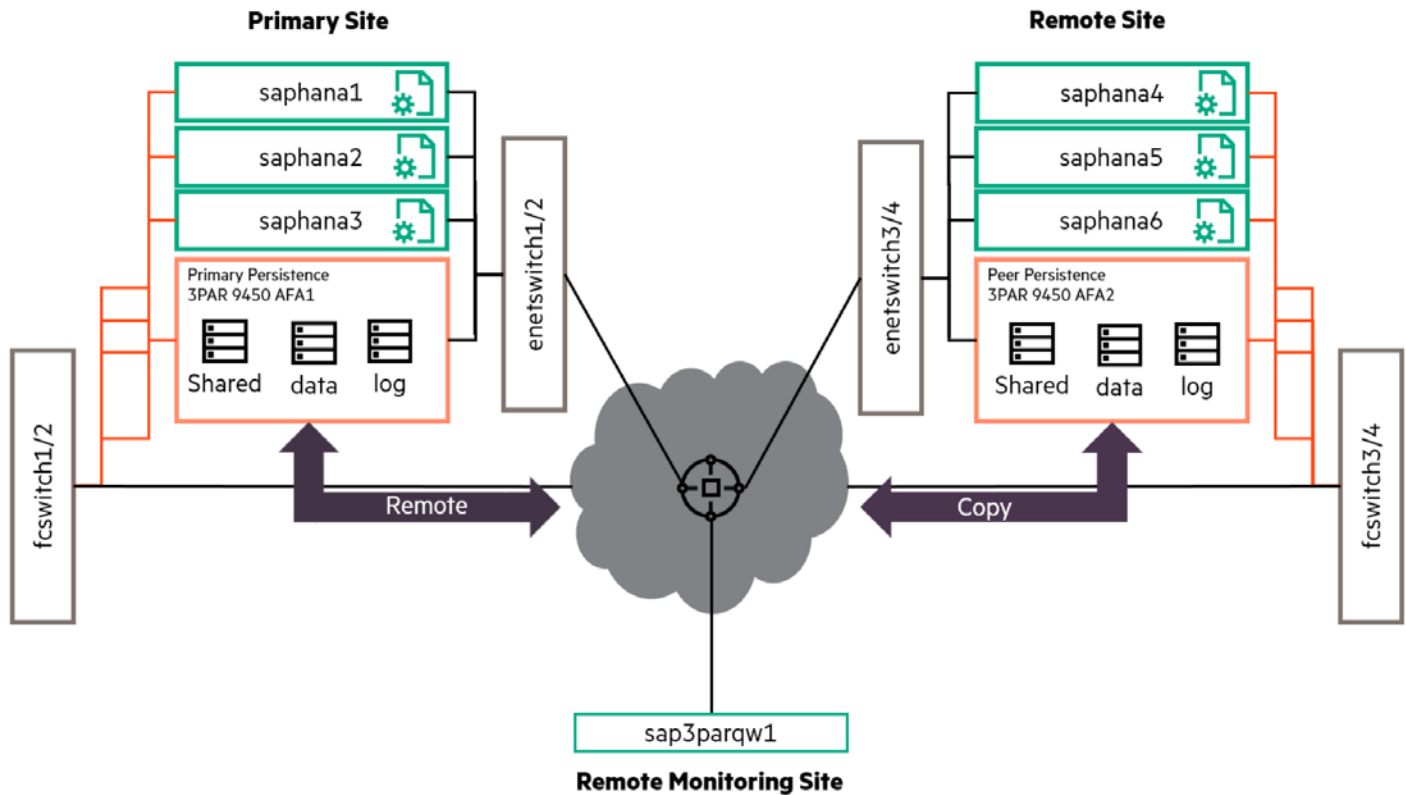 Primary Site
Remote Site
saphana1
saphana2
saphana3
Primary Persistence
3PAR 9450 AFA1
Shared
data
log
enetswitch1/2
fcswitch1/2
saphana4
saphana5
saphana6
Peer Persistence
3PAR 9450 AFA2
Shared
data
log
enetswitch3/4
fcswitch3/4
Remote
Copy
sap3parqw1
Remote Monitoring Site